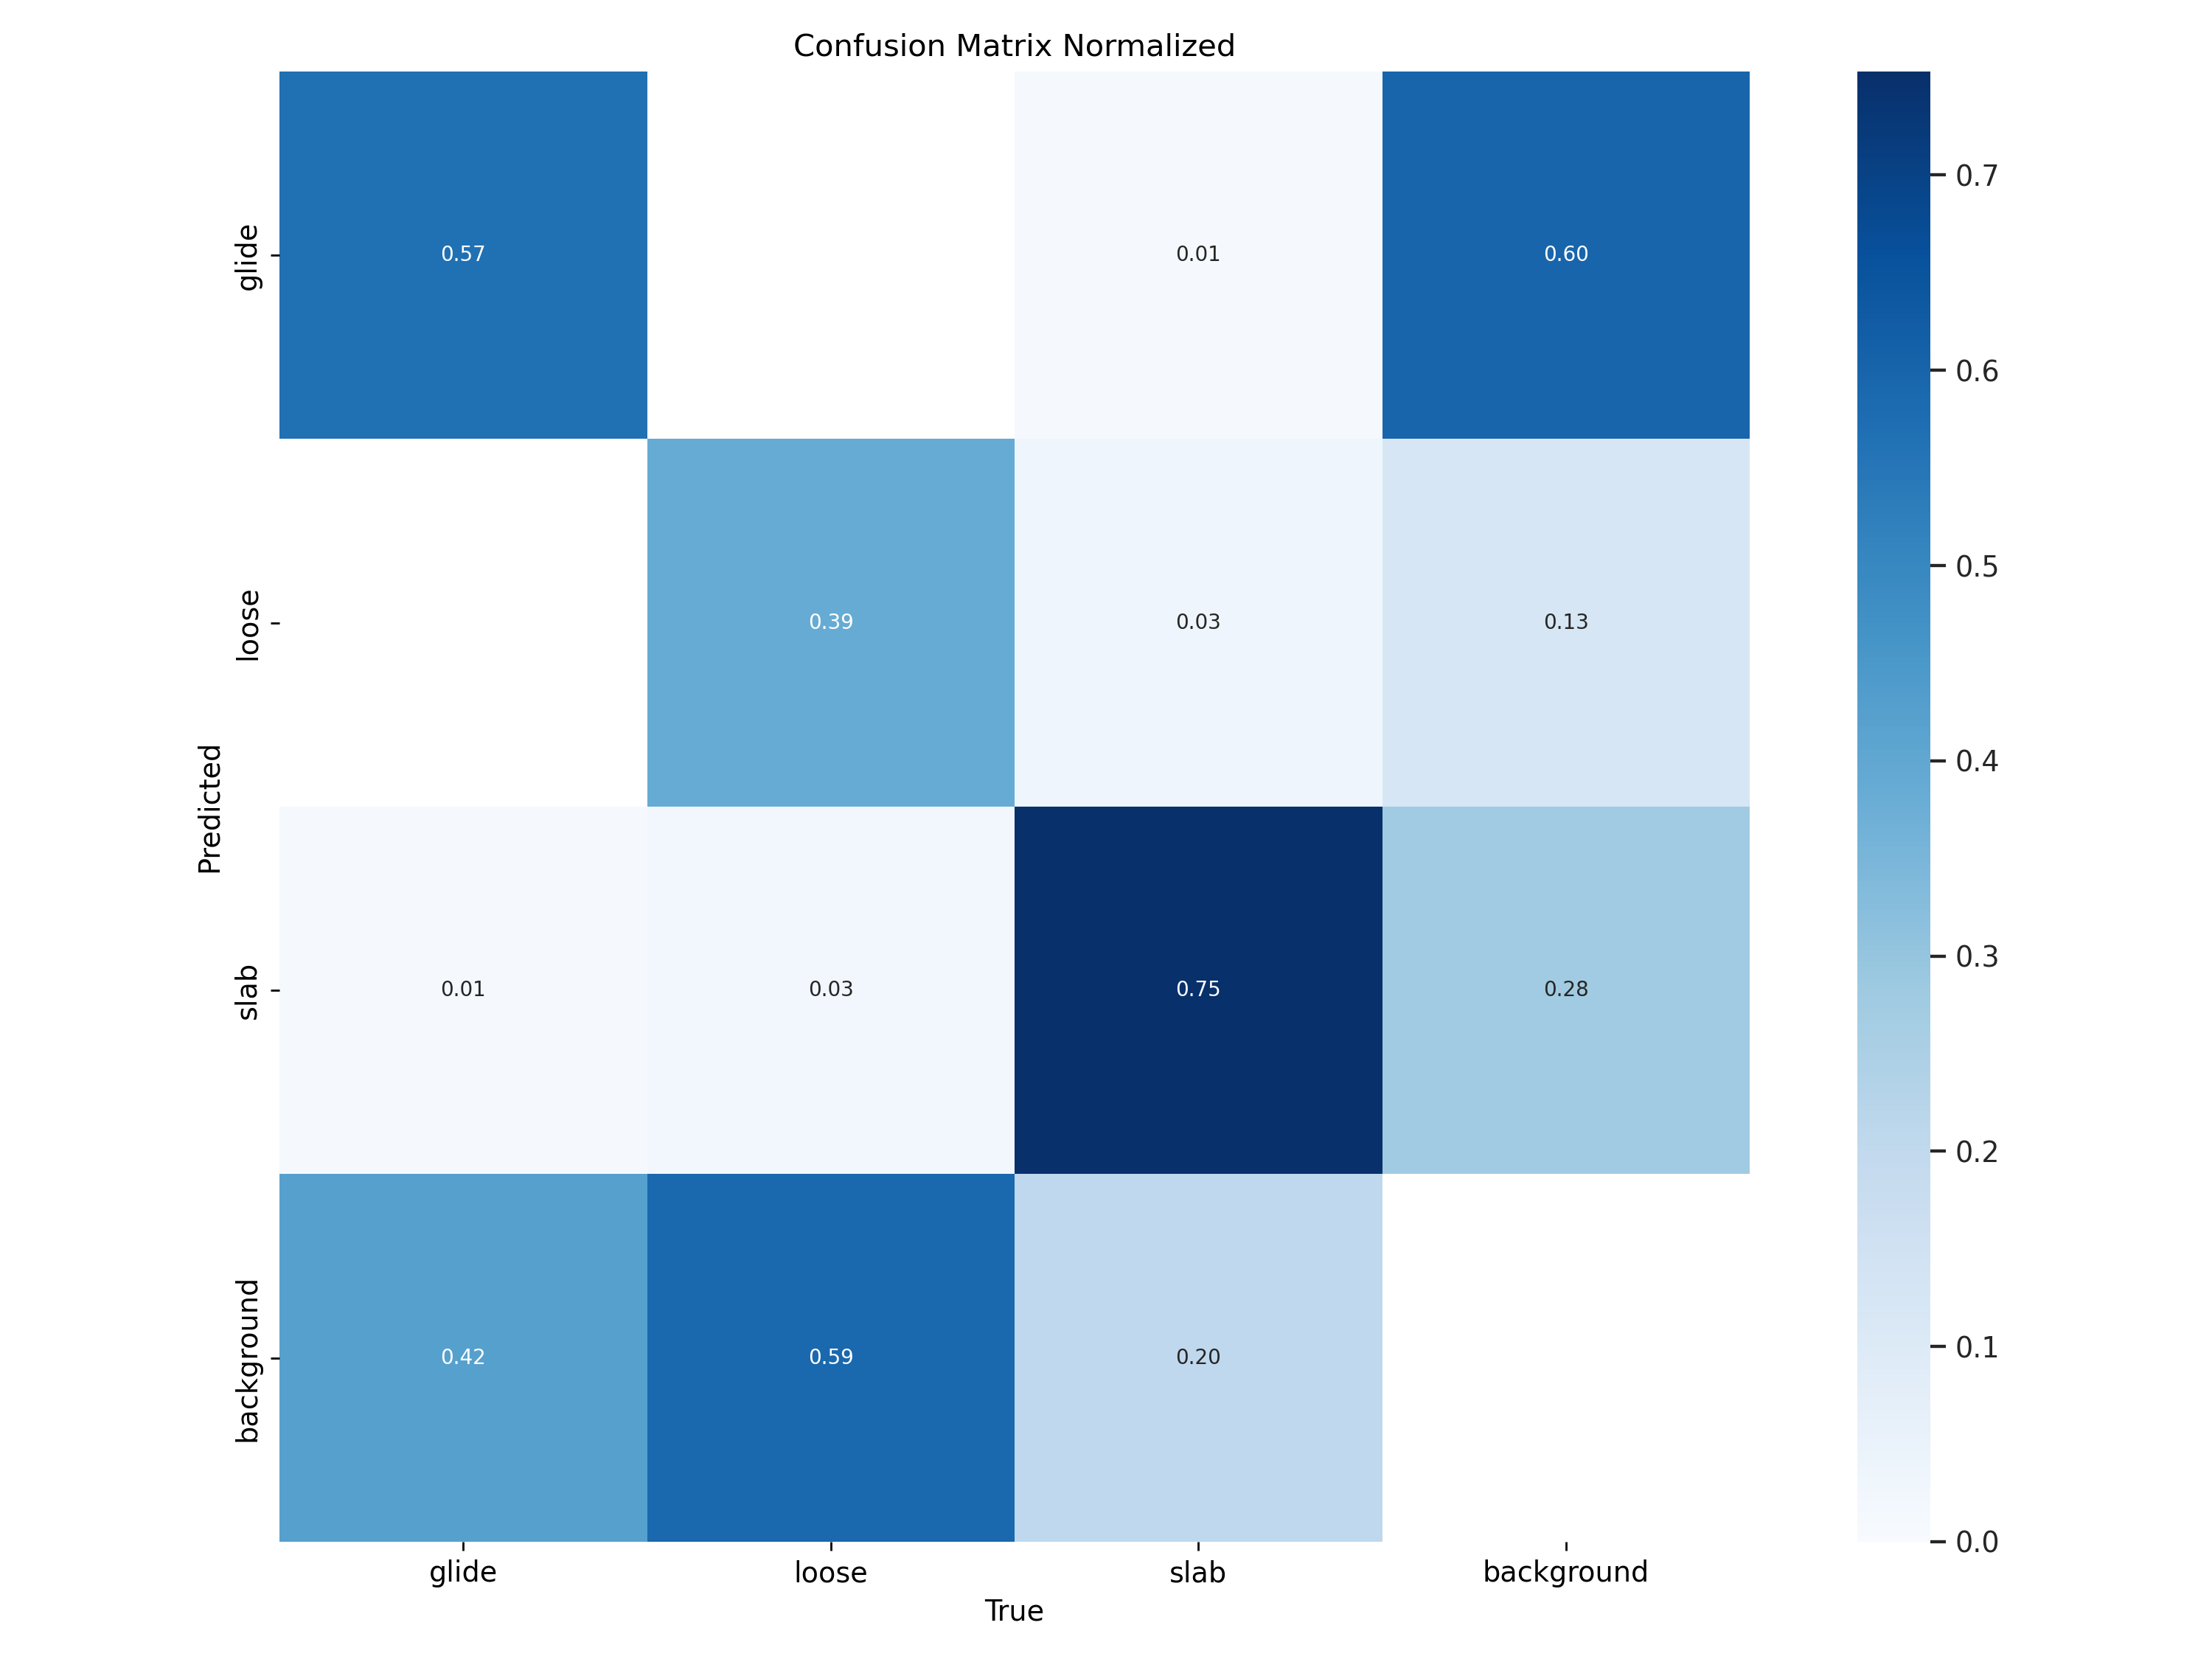 Confusion Matrix Normalized
glide
0.57
0.01
0.60
loose
0.39
0.03
0.13
slab
0.01
0.03
0.75
0.28
background
0.42
0.59
0.20
Predicted
glide
loose
slab
background
True
0.7
0.6
0.5
0.4
0.3
0.2
0.1
0.0